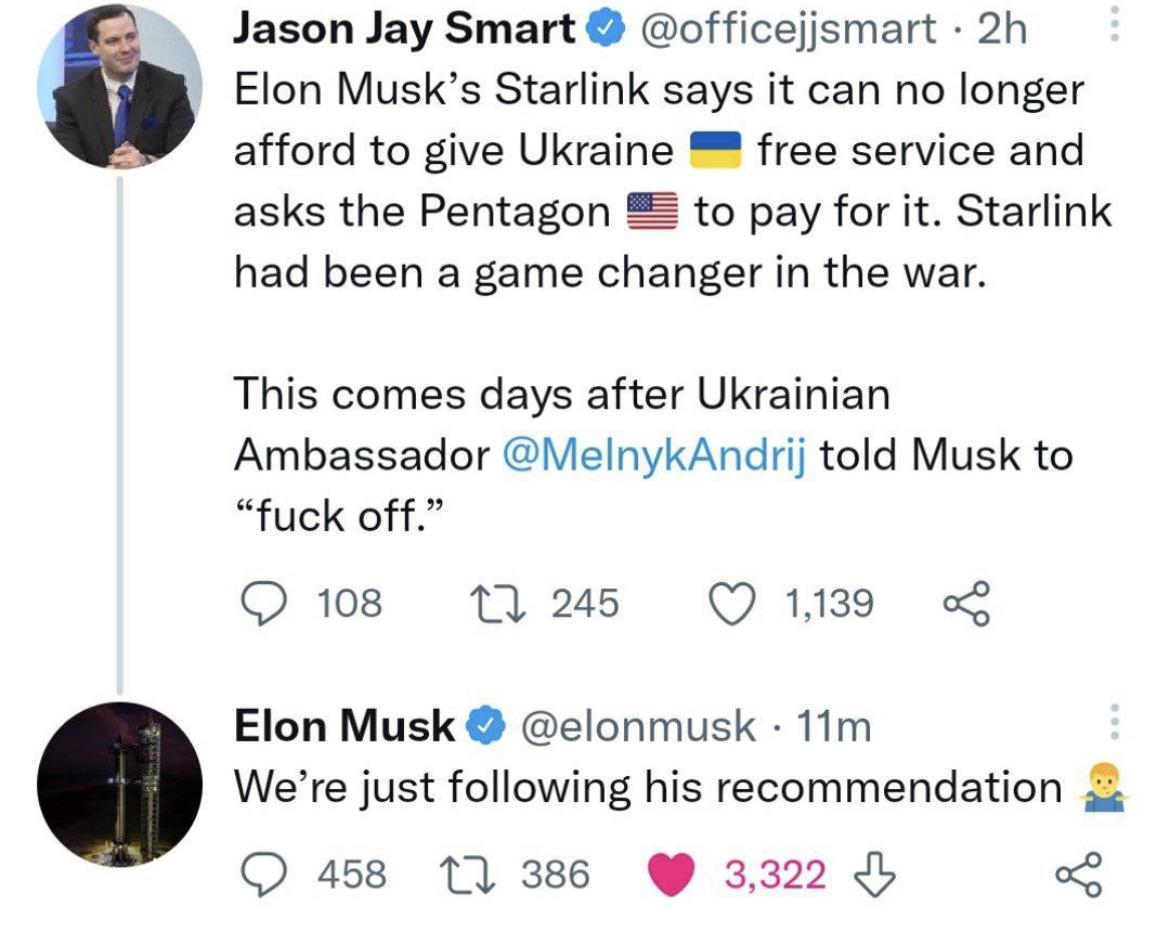 Jason Jay Smart @officejjsmart · 2h
Elon Musk’s Starlink says it can no longer
afford to give Ukraine 🇺🇦 free service and
asks the Pentagon 🇺🇸 to pay for it. Starlink
had been a game changer in the war.
This comes days after Ukrainian
Ambassador @MelnykAndrij told Musk to
“fuck off.”
108 245 1,139
Elon Musk @elonmusk · 11m
We’re just following his recommendation 🤷‍♂️
458 386 3,322